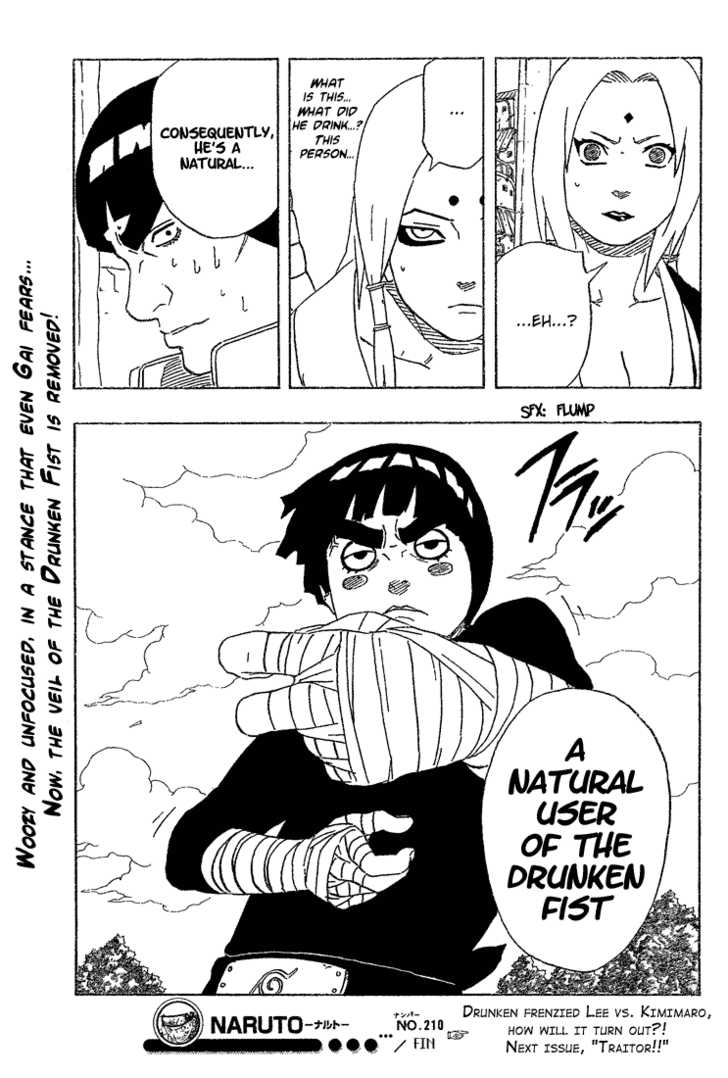 ...EH...?
...
WHAT
IS THIS...
WHAT DID
HE DRINK...?
THIS
PERSON...
CONSEQUENTLY,
HE'S A
NATURAL...
SFX: FLUMP
フラッ
A
NATURAL
USER
OF THE
DRUNKEN
FIST
WOOZY AND UNFOCUSED, IN A STANCE THAT EVEN GAI FEARS...
NOW, THE VEIL OF THE DRUNKEN FIST IS REMOVED!
NARUTO —ナルト—
ナンバー
NO.210
/ FIN
DRUNKEN FRENZIED LEE VS. KIMIMARO,
HOW WILL IT TURN OUT?!
NEXT ISSUE, "TRAITOR!!"